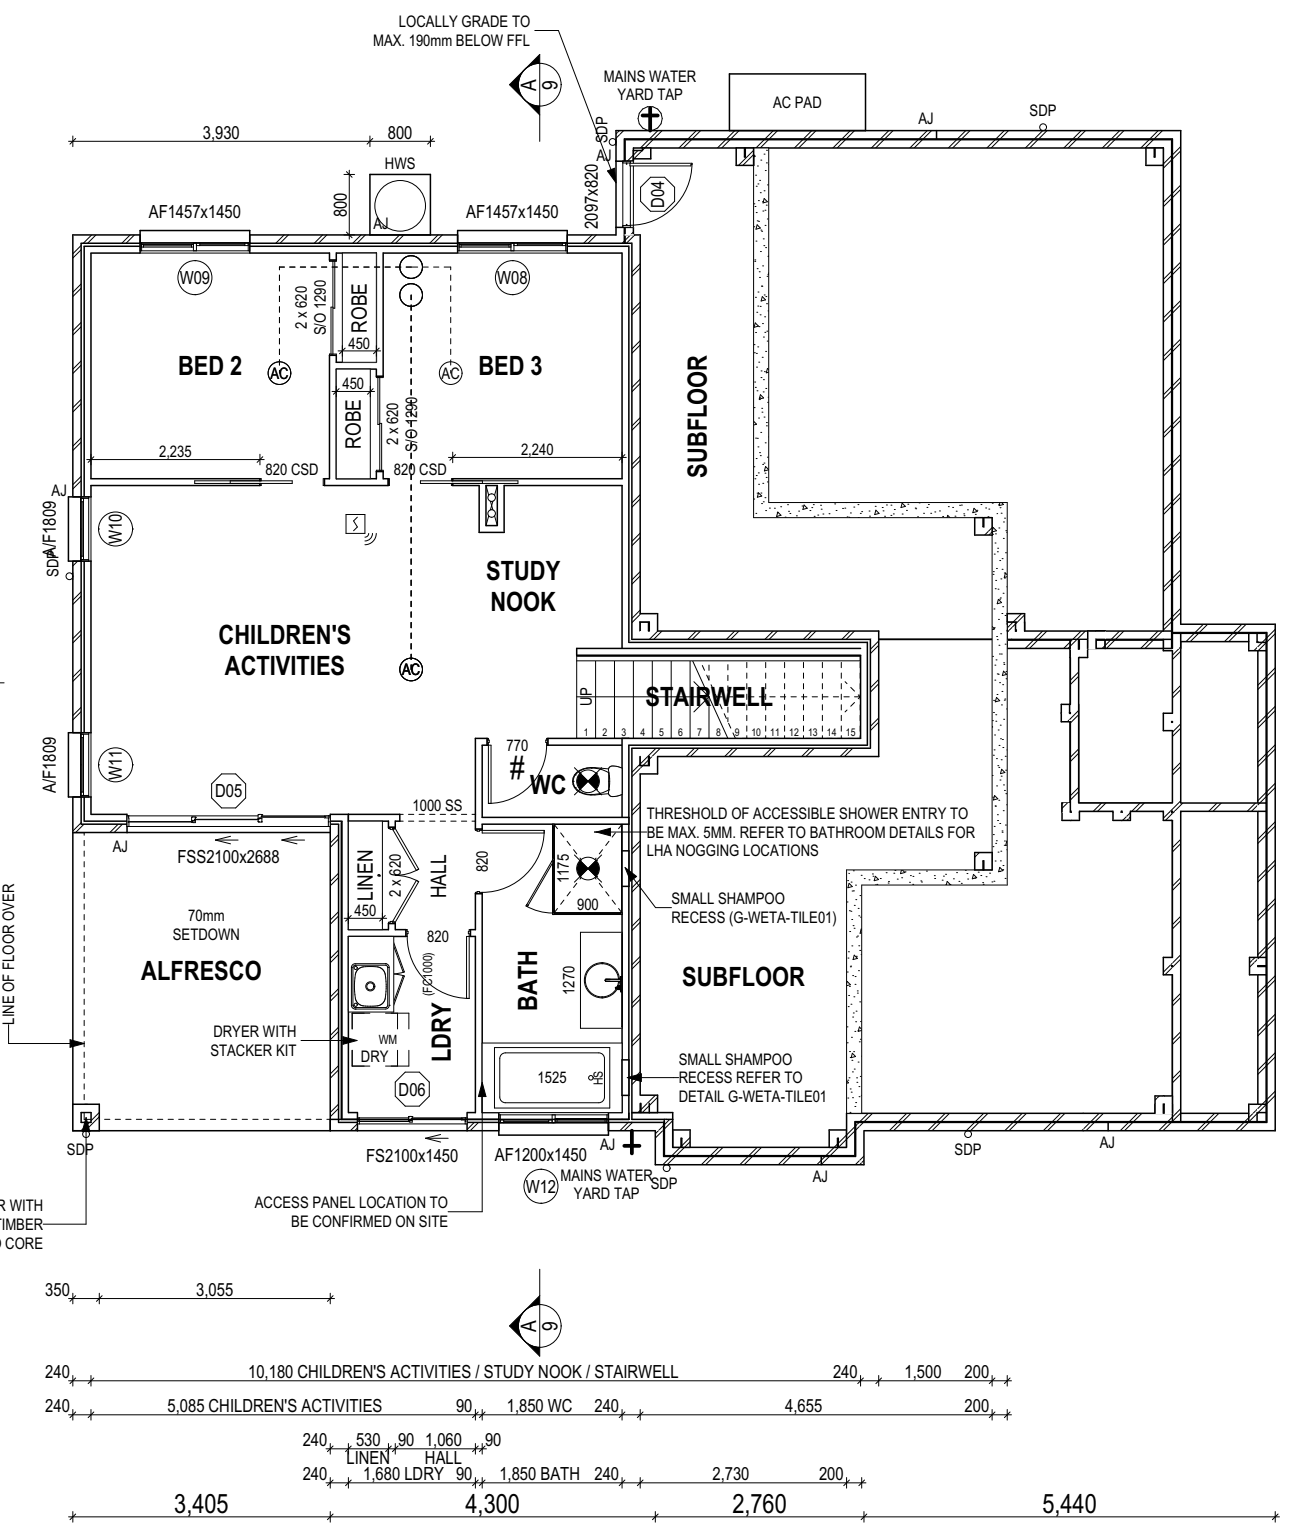 LOCALLY GRADE TO
MAX. 190mm BELOW FFL
A
9
MAINS WATER
YARD TAP
AC PAD
SDP
AJ
SDP
AJ
3,930
800
HWS
800
AJ
2097x820
D04
AF1457x1450
AF1457x1450
W09
W08
2 x 620
S/O 1290
ROBE
450
BED 2
AC
AC
BED 3
450
ROBE
2 x 620
S/O 1290
SUBFLOOR
2,235
2,240
820 CSD
820 CSD
AJ
A/F1809
W10
SDP
STUDY
NOOK
CHILDREN'S
ACTIVITIES
AC
UP
STAIRWELL
1 2 3 4 5 6 7 8 9 10 11 12 13 14 15
A/F1809
W11
D05
770
#
WC
1000 SS
AJ
FSS2100x2688
LINEN
2 x 620
HALL
820
450
1175
900
THRESHOLD OF ACCESSIBLE SHOWER ENTRY TO
BE MAX. 5MM. REFER TO BATHROOM DETAILS FOR
LHA NOGGING LOCATIONS
SMALL SHAMPOO
RECESS (G-WETA-TILE01)
LINE OF FLOOR OVER
70mm
SETDOWN
ALFRESCO
820
(FC1000)
BATH
1270
SUBFLOOR
DRYER WITH
STACKER KIT
WM
DRY
LDRY
D06
1525
HS
SMALL SHAMPOO
RECESS REFER TO
DETAIL G-WETA-TILE01
SDP
FS2100x1450
AF1200x1450
W12
AJ
MAINS WATER
YARD TAP
SDP
AJ
SDP
AJ
R WITH
TIMBER
CORE
ACCESS PANEL LOCATION TO
BE CONFIRMED ON SITE
350
3,055
A
9
240
10,180 CHILDREN'S ACTIVITIES / STUDY NOOK / STAIRWELL
240
1,500
200
240
5,085 CHILDREN'S ACTIVITIES
90
1,850 WC
240
4,655
200
240
530
90
1,060
90
LINEN
HALL
240
1,680 LDRY
90
1,850 BATH
240
2,730
200
3,405
4,300
2,760
5,440